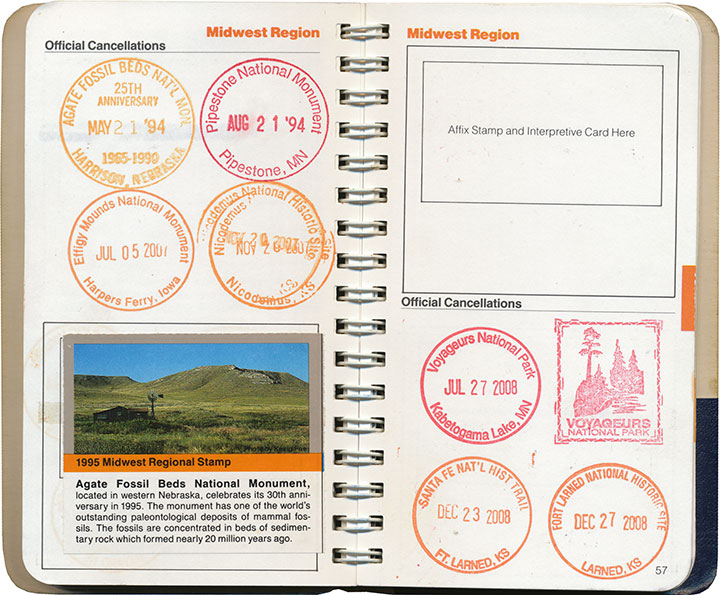 Midwest Region
Official Cancellations
AGATE FOSSIL BEDS NAT'L MON
25TH
ANNIVERSARY
MAY 21 '94
1965-1990
HARRISON, NEBRASKA
Pipestone National Monument
AUG 21 '94
Pipestone, MN
Effigy Mounds National Monument
JUL 05 2007
Harpers Ferry, Iowa
Nicodemus National Historic Site
NOV 20 2007
Nicodemus, KS
1995 Midwest Regional Stamp
Agate Fossil Beds National Monument,
located in western Nebraska, celebrates its 30th anni-
versary in 1995. The monument has one of the world's
outstanding paleontological deposits of mammal fos-
sils. The fossils are concentrated in beds of sedimen-
tary rock which formed nearly 20 million years ago.
Midwest Region
Affix Stamp and Interpretive Card Here
Official Cancellations
Voyageurs National Park
JUL 27 2008
Kabetogama Lake, MN
VOYAGEURS
NATIONAL PARK
SANTA FE NAT'L HIST TRAIL
DEC 23 2008
FT. LARNED, KS
FORT LARNED NATIONAL HISTORIC SITE
DEC 27 2008
LARNED, KS
57